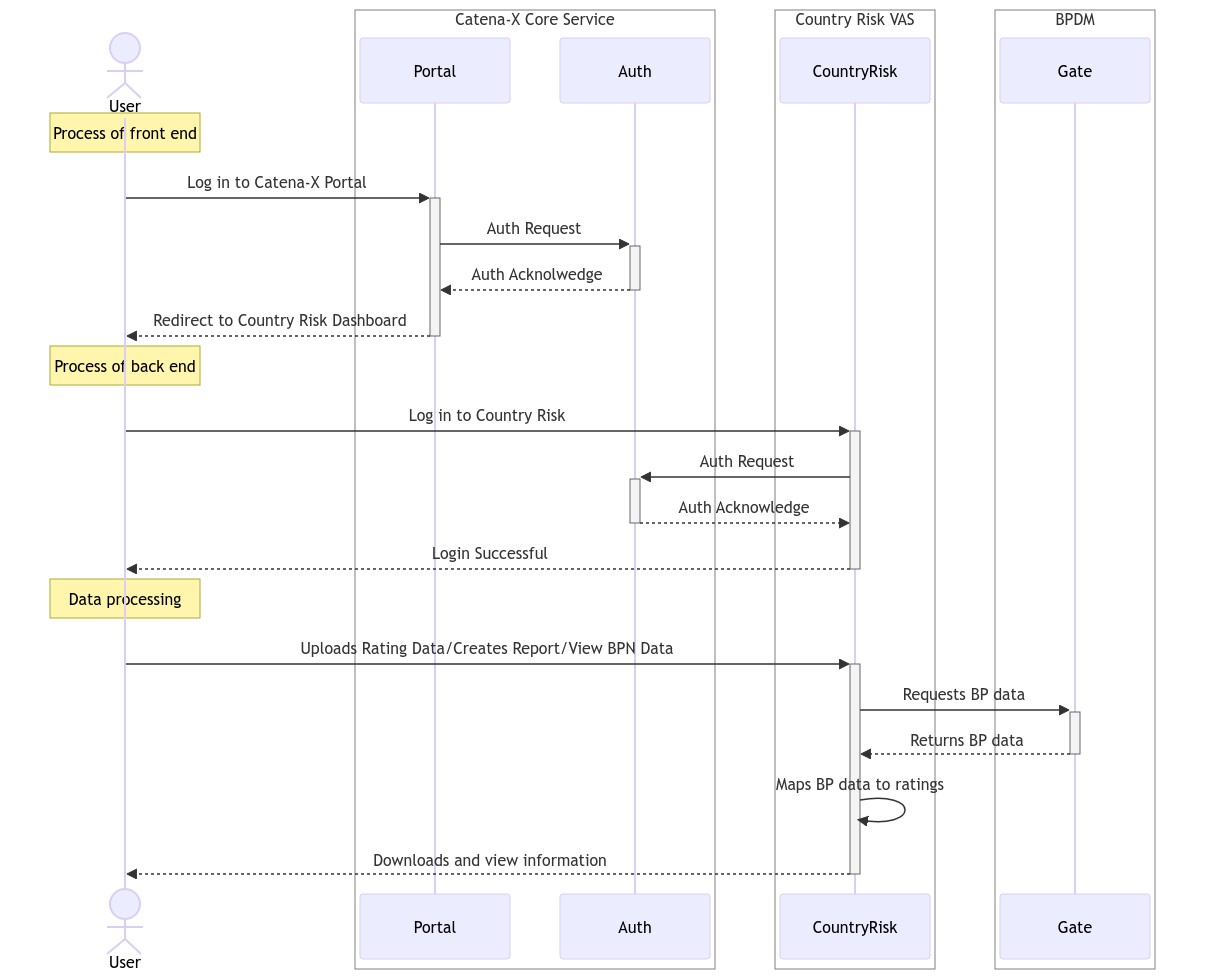 Catena-X Core Service
Country Risk VAS
BPDM
User
Portal
Auth
CountryRisk
Gate
Process of front end
Log in to Catena-X Portal
Auth Request
Auth Acknolwedge
Redirect to Country Risk Dashboard
Process of back end
Log in to Country Risk
Auth Request
Auth Acknowledge
Login Successful
Data processing
Uploads Rating Data/Creates Report/View BPN Data
Requests BP data
Returns BP data
Maps BP data to ratings
Downloads and view information
User
Portal
Auth
CountryRisk
Gate